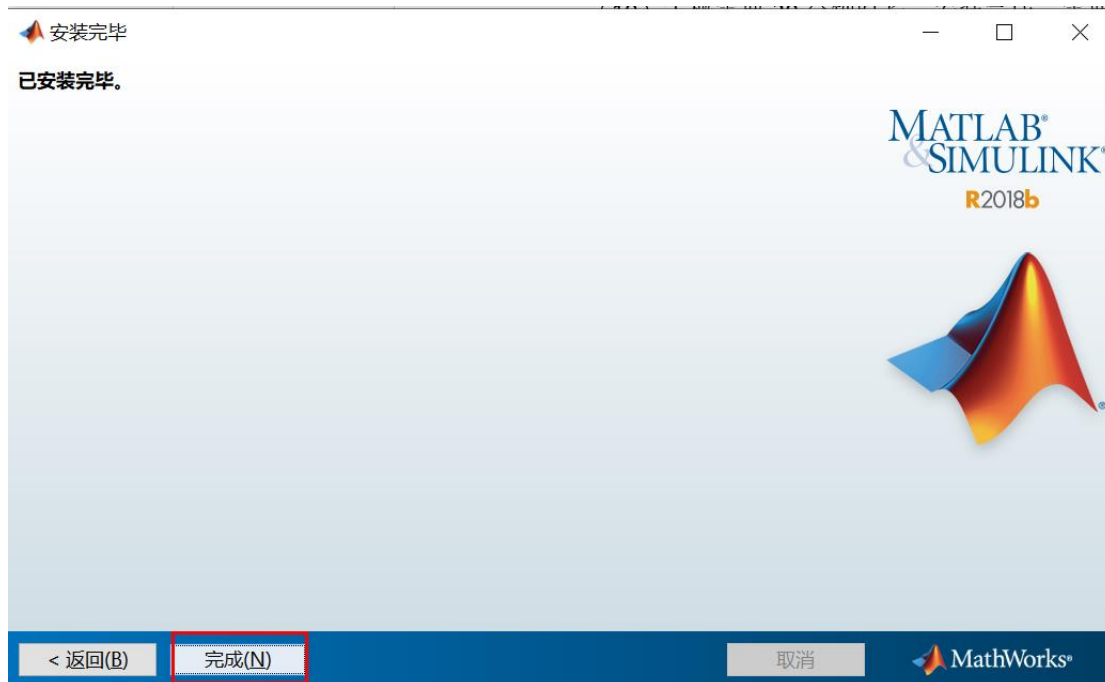 安装完毕
已安装完毕。
MATLAB®
&SIMULINK®
R2018b
®
< 返回(B)
完成(N)
取消
MathWorks®